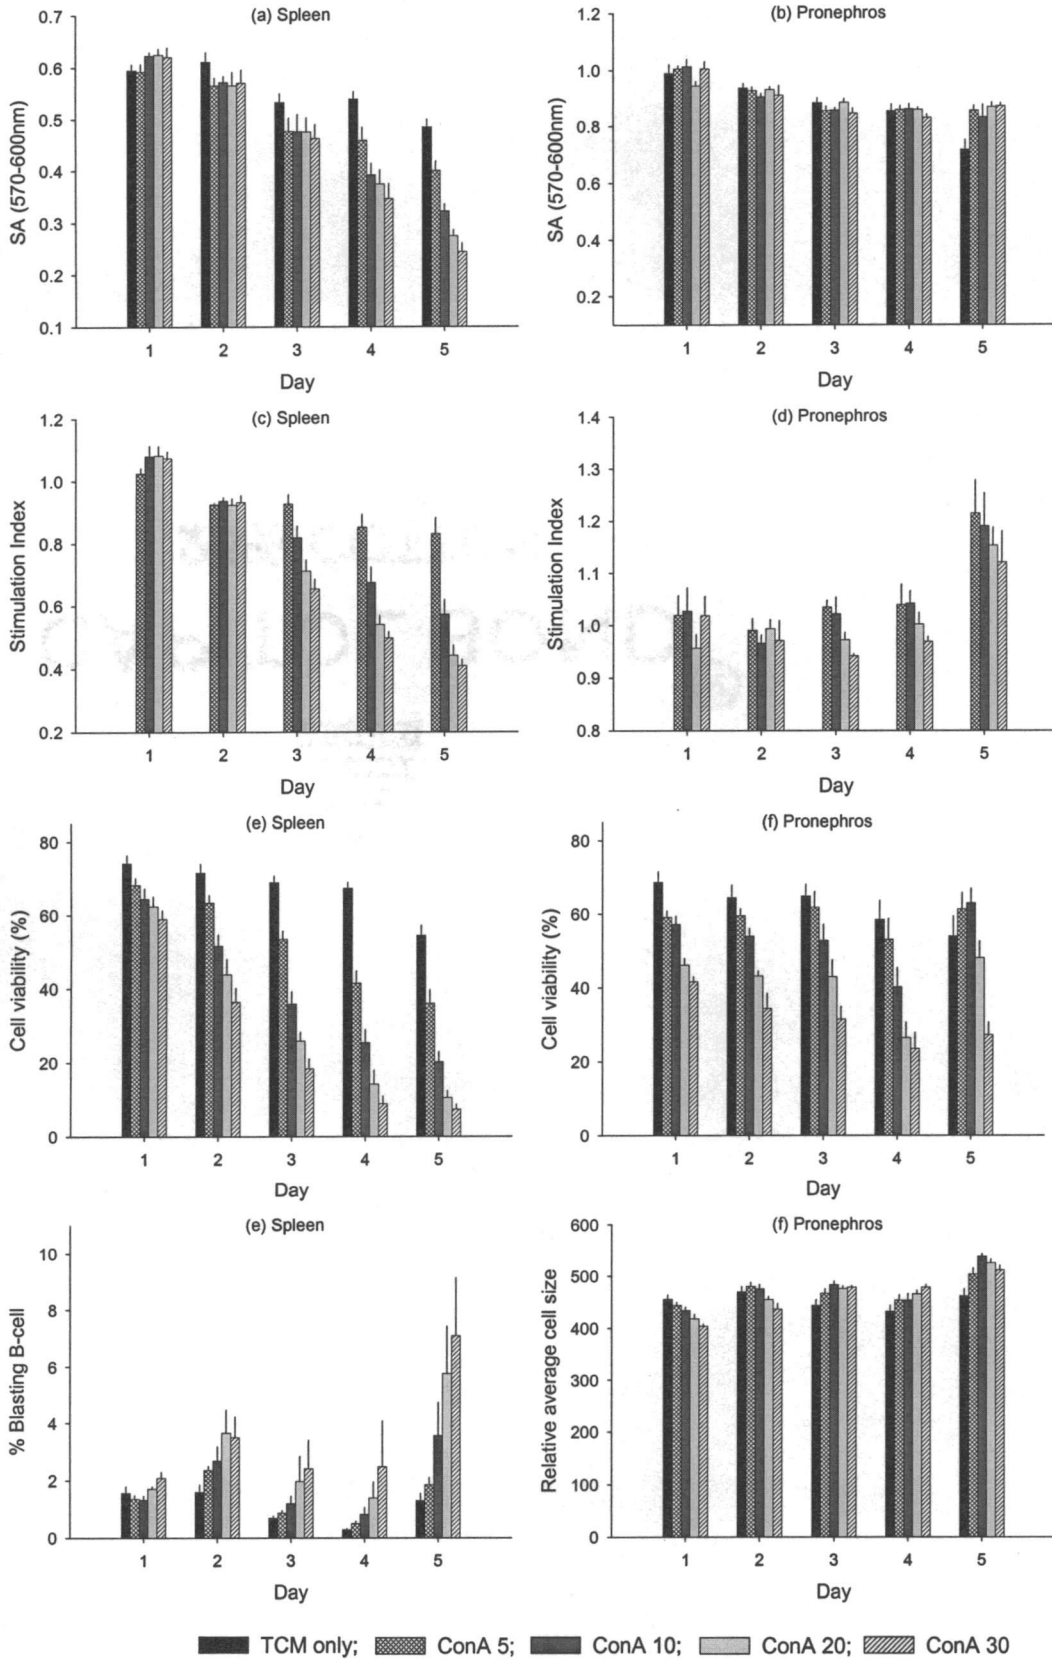 (a) Spleen
SA (570-600nm)
0.7
0.6
0.5
0.4
0.3
0.2
0.1
1 2 3 4 5
Day
(b) Pronephros
SA (570-600nm)
1.2
1.0
0.8
0.6
0.4
0.2
1 2 3 4 5
Day
(c) Spleen
Stimulation Index
1.2
1.0
0.8
0.6
0.4
0.2
1 2 3 4 5
Day
(d) Pronephros
Stimulation Index
1.4
1.3
1.2
1.1
1.0
0.9
0.8
1 2 3 4 5
Day
(e) Spleen
Cell viability (%)
80
60
40
20
0
1 2 3 4 5
Day
(f) Pronephros
Cell viability (%)
80
60
40
20
0
1 2 3 4 5
Day
(e) Spleen
% Blasting B-cell
10
8
6
4
2
0
1 2 3 4 5
Day
(f) Pronephros
Relative average cell size
600
500
400
300
200
100
0
1 2 3 4 5
Day
TCM only; ConA 5; ConA 10; ConA 20; ConA 30